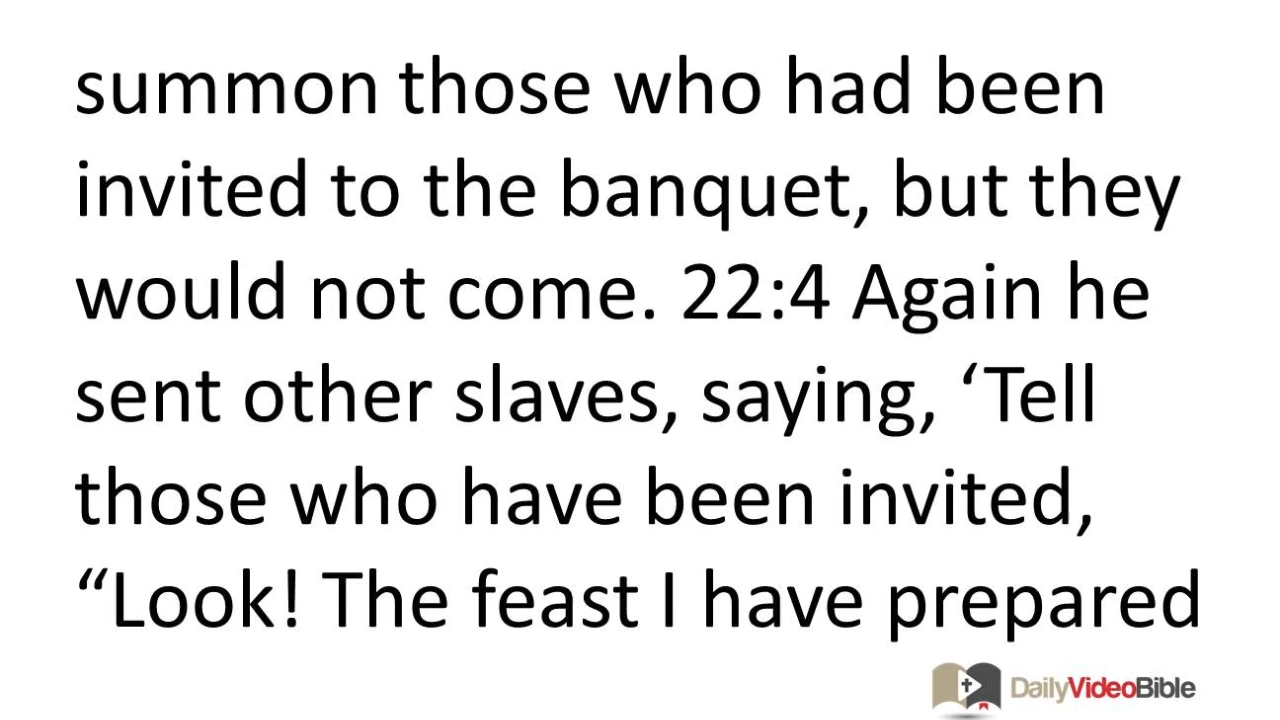 summon those who had been
invited to the banquet, but they
would not come. 22:4 Again he
sent other slaves, saying, ‘Tell
those who have been invited,
“Look! The feast I have prepared
DailyVideoBible